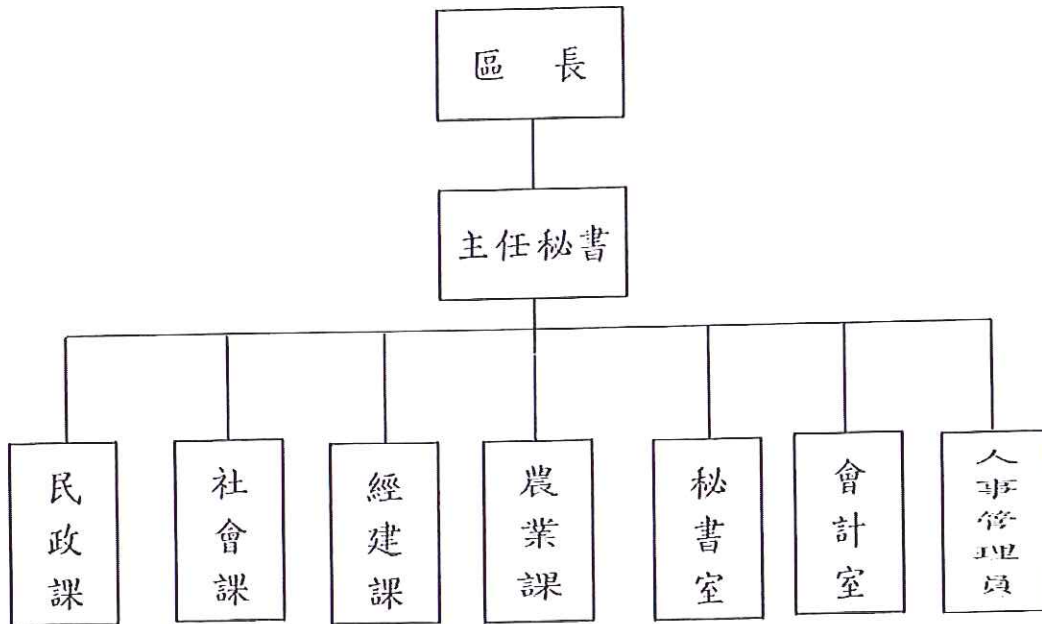 區長
主任秘書
民政課
社會課
經建課
農業課
秘書室
會計室
人事管理員